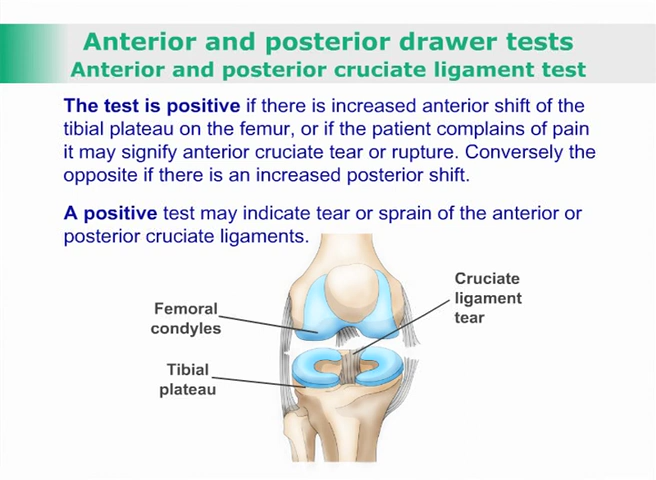 Anterior and posterior drawer tests
Anterior and posterior cruciate ligament test
The test is positive if there is increased anterior shift of the
tibial plateau on the femur, or if the patient complains of pain
it may signify anterior cruciate tear or rupture. Conversely the
opposite if there is an increased posterior shift.
A positive test may indicate tear or sprain of the anterior or
posterior cruciate ligaments.
Cruciate
ligament
tear
Femoral
condyles
Tibial
plateau